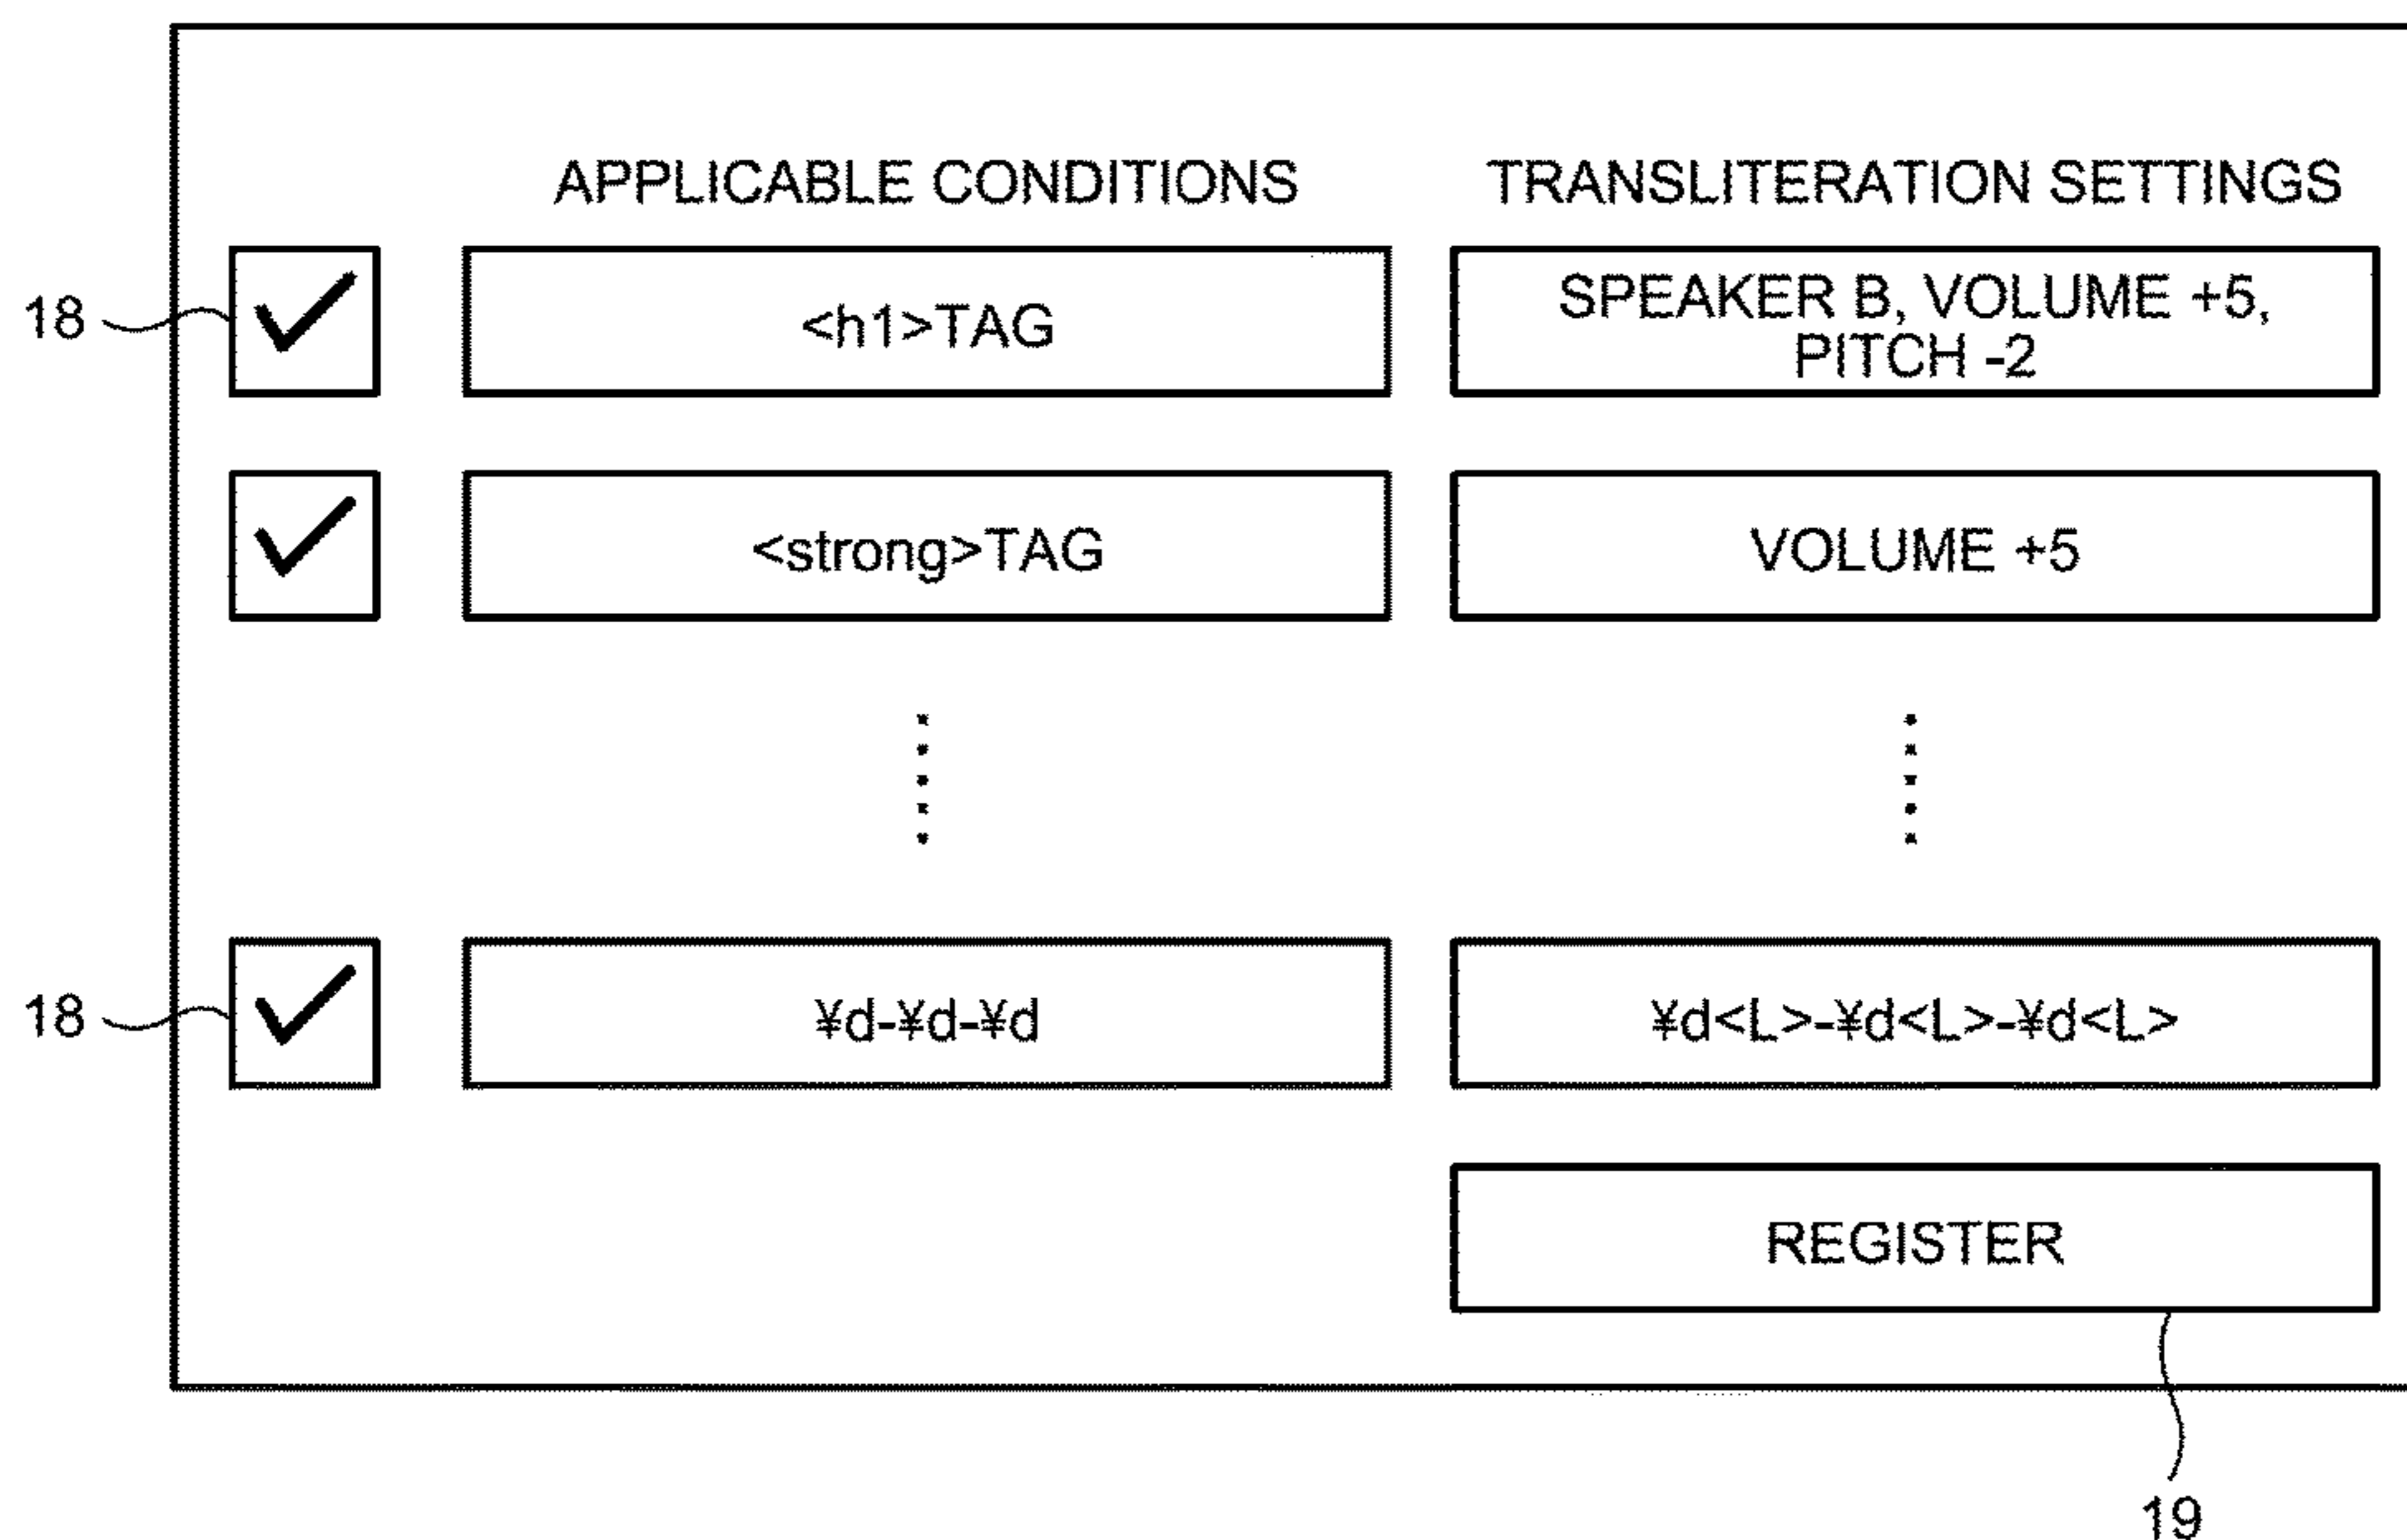 APPLICABLE CONDITIONS TRANSLITERATION SETTINGS
18 <h1>TAG SPEAKER B, VOLUME +5,
PITCH -2
<strong>TAG VOLUME +5
18 ¥d-¥d-¥d ¥d<L>-¥d<L>-¥d<L>
REGISTER
19